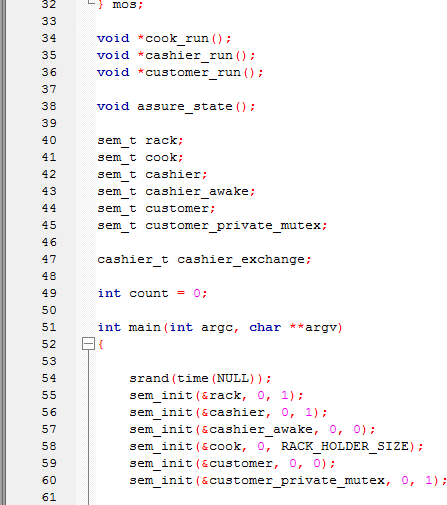 32 } mos;
33
34 void *cook_run();
35 void *cashier_run();
36 void *customer_run();
37
38 void assure_state();
39
40 sem_t rack;
41 sem_t cook;
42 sem_t cashier;
43 sem_t cashier_awake;
44 sem_t customer;
45 sem_t customer_private_mutex;
46
47 cashier_t cashier_exchange;
48
49 int count = 0;
50
51 int main(int argc, char **argv)
52 {
53
54 srand(time(NULL));
55 sem_init(&rack, 0, 1);
56 sem_init(&cashier, 0, 1);
57 sem_init(&cashier_awake, 0, 0);
58 sem_init(&cook, 0, RACK_HOLDER_SIZE);
59 sem_init(&customer, 0, 0);
60 sem_init(&customer_private_mutex, 0, 1);
61